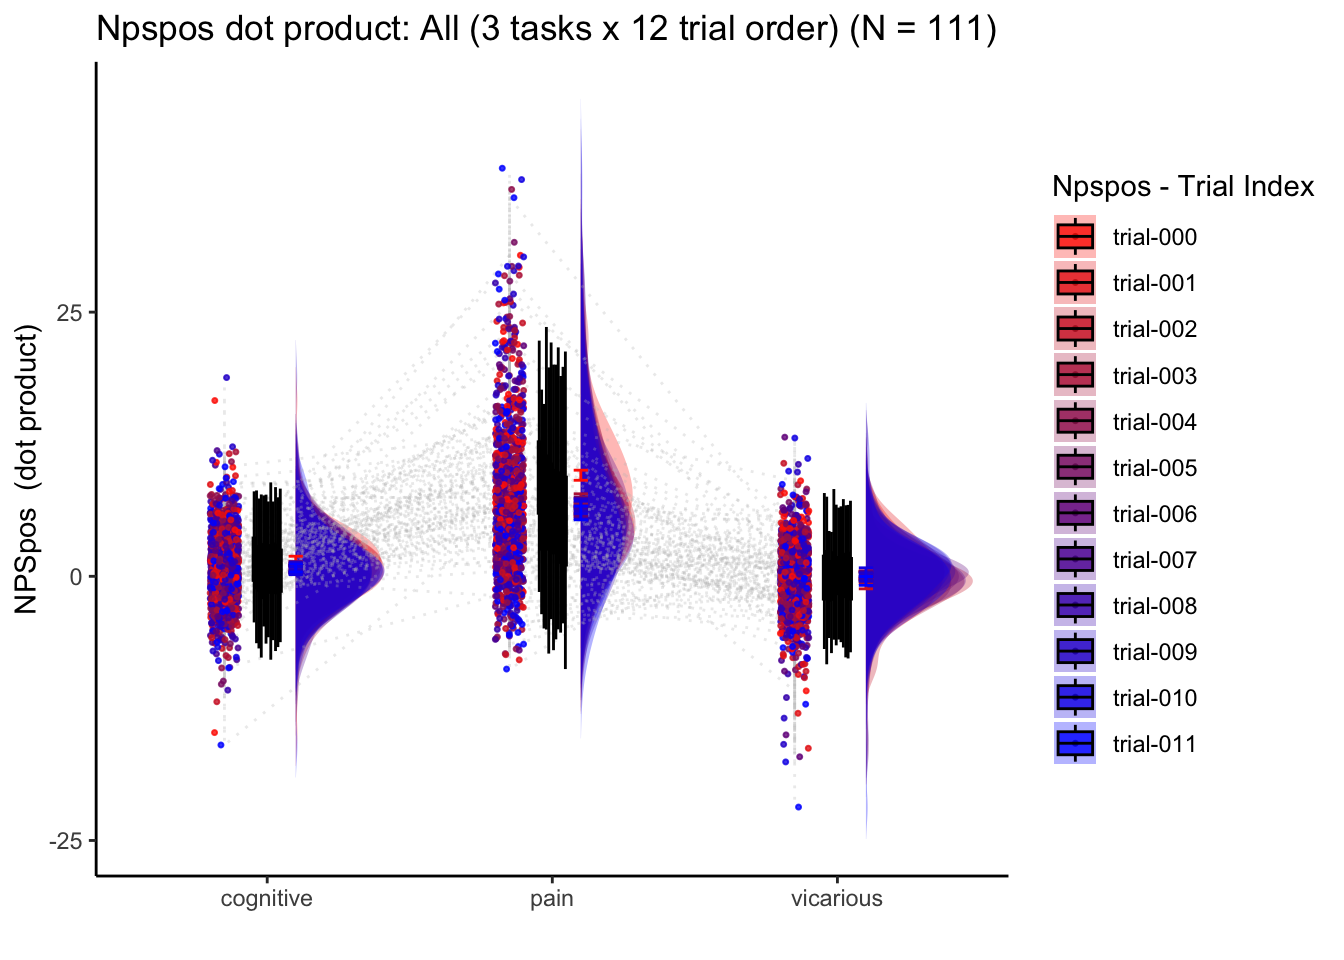 Npspos dot product: All (3 tasks x 12 trial order) (N = 111)
NPSpos (dot product)
25
0
-25
cognitive
pain
vicarious
Npspos - Trial Index
trial-000
trial-001
trial-002
trial-003
trial-004
trial-005
trial-006
trial-007
trial-008
trial-009
trial-010
trial-011